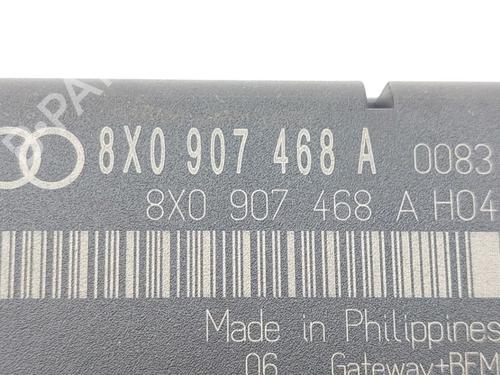 8X0 907 468 A 0083
8X0 907 468 A H04
Made in Philippines
06 Gateway+BEM